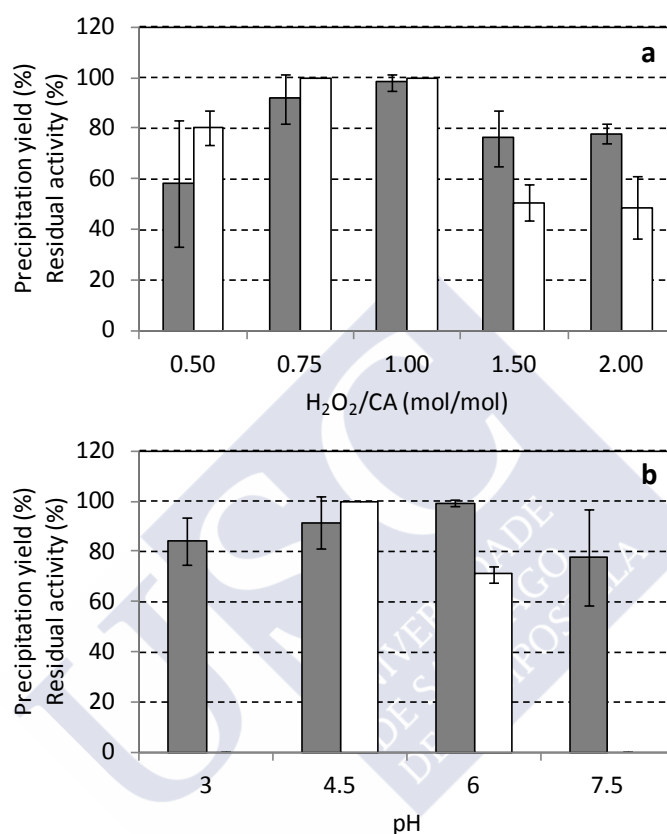 Precipitation yield (%)
Residual activity (%)
120
100
80
60
40
20
0
a
0.50 0.75 1.00 1.50 2.00
H₂O₂/CA (mol/mol)
Precipitation yield (%)
Residual activity (%)
120
100
80
60
40
20
0
b
3 4.5 6 7.5
pH
USC
DE